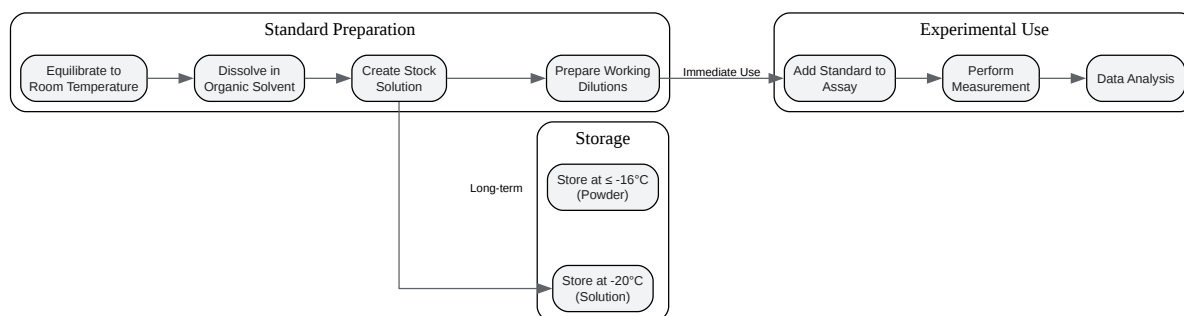 Standard Preparation
Equilibrate to
Room Temperature
Dissolve in
Organic Solvent
Create Stock
Solution
Prepare Working
Dilutions
Immediate Use
Experimental Use
Add Standard to
Assay
Perform
Measurement
Data Analysis
Storage
Long-term
Store at ≤ -16°C
(Powder)
Store at -20°C
(Solution)